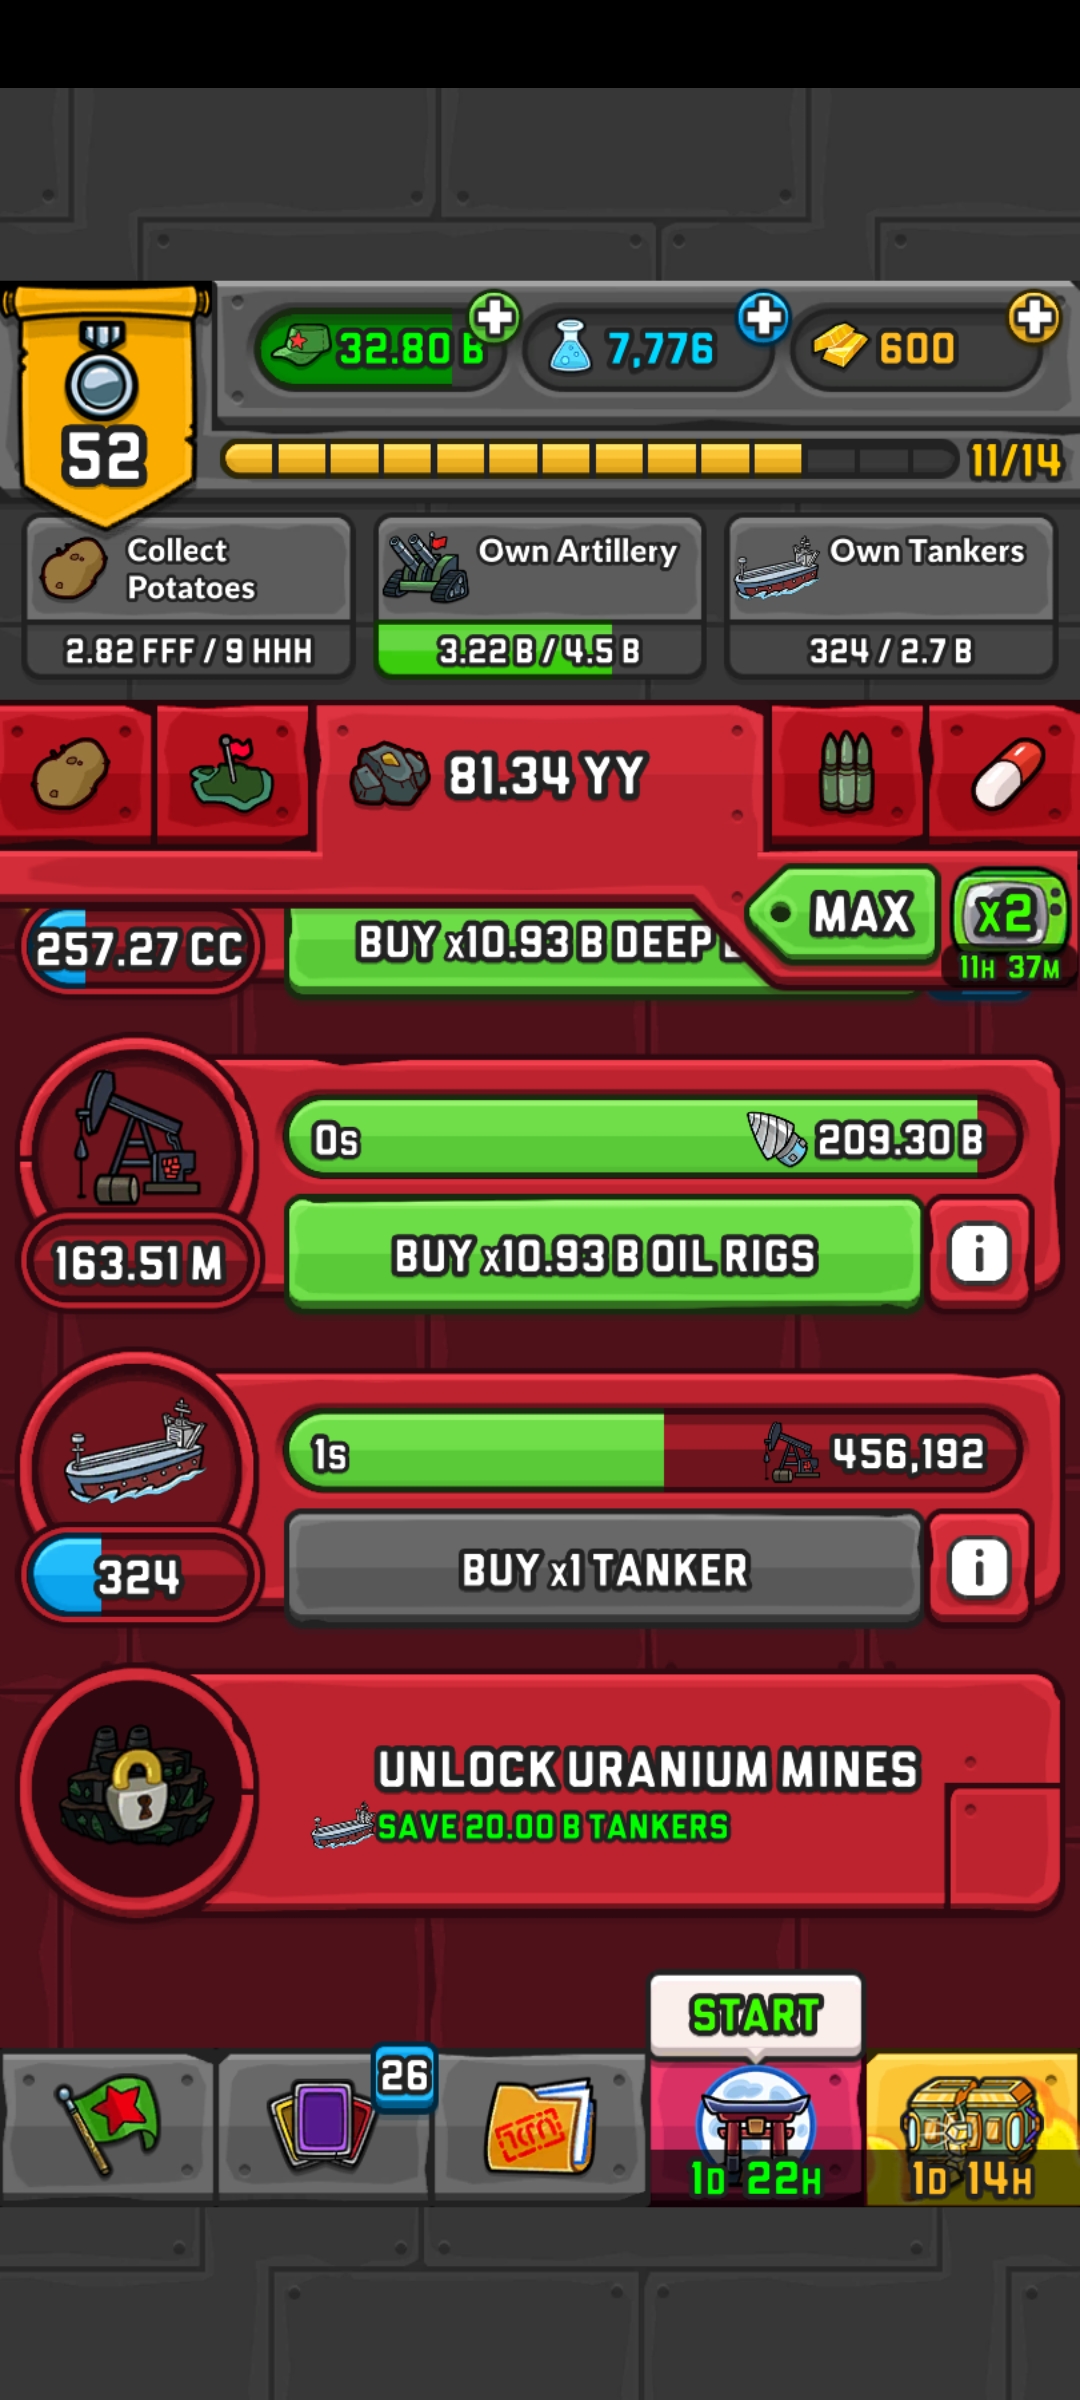 32.80 B
7,776
600
52
11/14
Collect
Potatoes
2.82 FFF / 9 HHH
Own Artillery
3.22 B / 4.5 B
Own Tankers
324 / 2.7 B
81.34 YY
MAX
x2
11H 37M
257.27 CC
BUY x10.93 B DEEP
0s
209.30 B
163.51 M
BUY x10.93 B OIL RIGS
i
1s
456,192
324
BUY x1 TANKER
i
UNLOCK URANIUM MINES
SAVE 20.00 B TANKERS
START
26
1D 22H
1D 14H